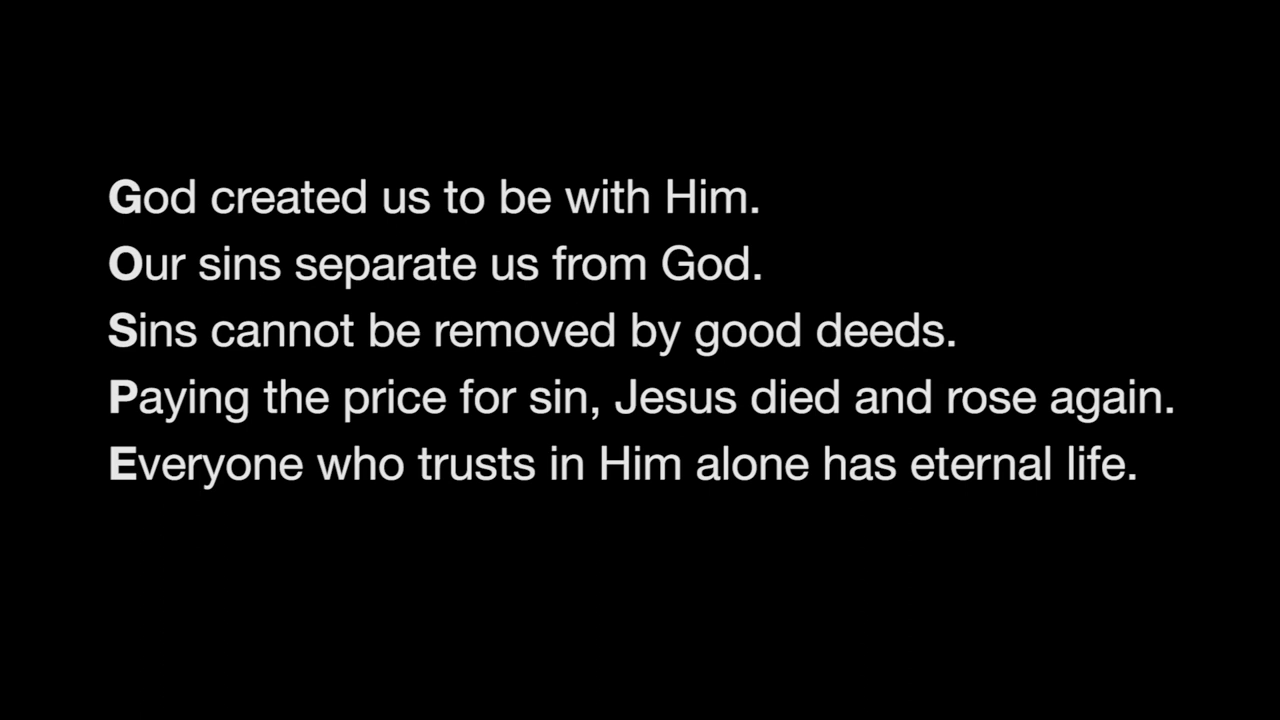 God created us to be with Him.
Our sins separate us from God.
Sins cannot be removed by good deeds.
Paying the price for sin, Jesus died and rose again.
Everyone who trusts in Him alone has eternal life.